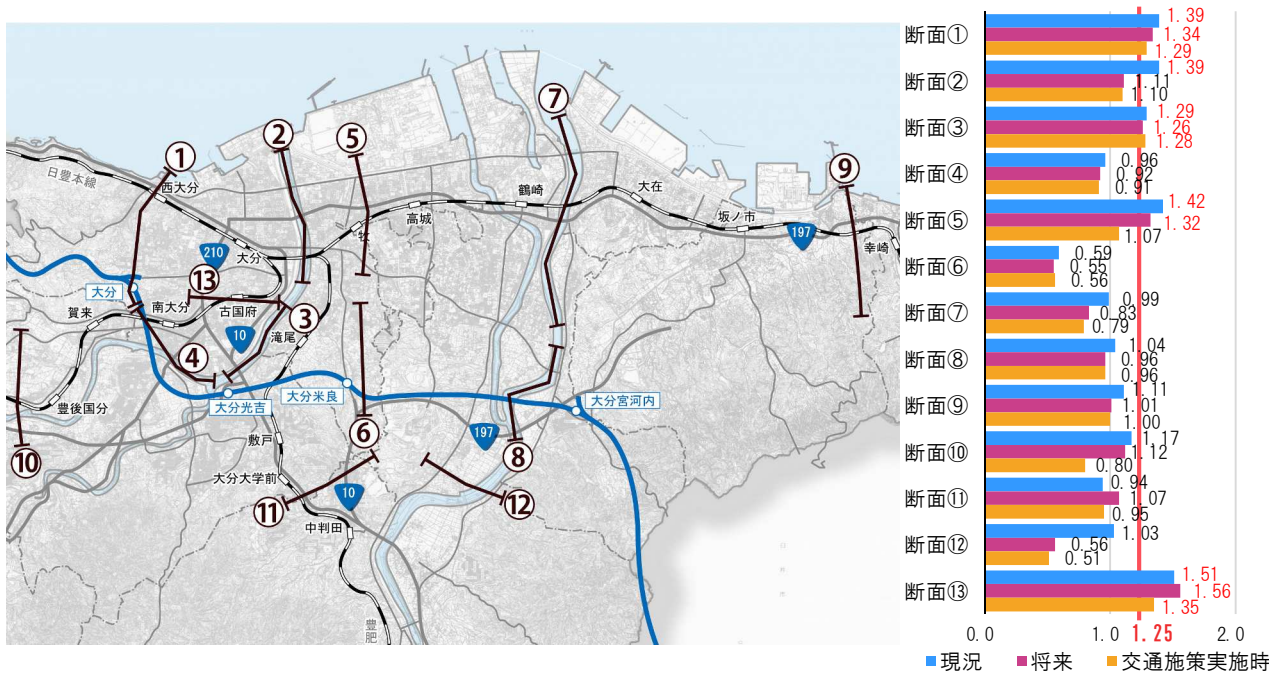 ①
②
⑤
⑦
⑨
日豊本線
西大分
鶴崎
大在
高城
坂ノ市
197
幸崎
牧
210
大分
⑬
大分
南大分
古国府
③
賀来
10
滝尾
④
豊後国分
大分光吉
大分米良
大分宮河内
敷戸
⑥
197
⑧
⑩
大分大学前
⑪
10
⑫
中判田
豊肥
断面① 1.39 1.34 1.29
断面② 1.39 1.11 1.10
断面③ 1.29 1.26 1.28
断面④ 0.96 0.92 0.91
断面⑤ 1.42 1.32 1.07
断面⑥ 0.59 0.55 0.56
断面⑦ 0.99 0.83 0.79
断面⑧ 1.04 0.96 0.96
断面⑨ 1.11 1.01 1.00
断面⑩ 1.17 1.12 0.80
断面⑪ 0.94 1.07 0.95
断面⑫ 1.03 0.56 0.51
断面⑬ 1.51 1.56 1.35
0.0 1.0 1.25 2.0
現況 将来 交通施策実施時